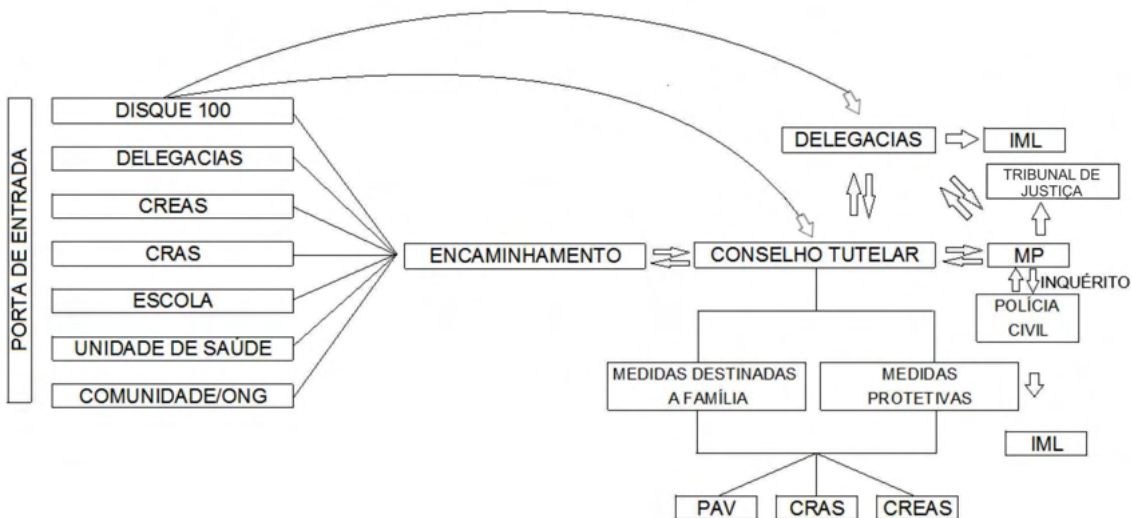 PORTA DE ENTRADA
DISQUE 100
DELEGACIAS
CREAS
CRAS
ESCOLA
UNIDADE DE SAÚDE
COMUNIDADE/ONG
ENCAMINHAMENTO
CONSELHO TUTELAR
DELEGACIAS
IML
TRIBUNAL DE
JUSTIÇA
MP
INQUÉRITO
POLÍCIA
CIVIL
MEDIDAS DESTINADAS
A FAMÍLIA
MEDIDAS
PROTETIVAS
IML
PAV
CRAS
CREAS